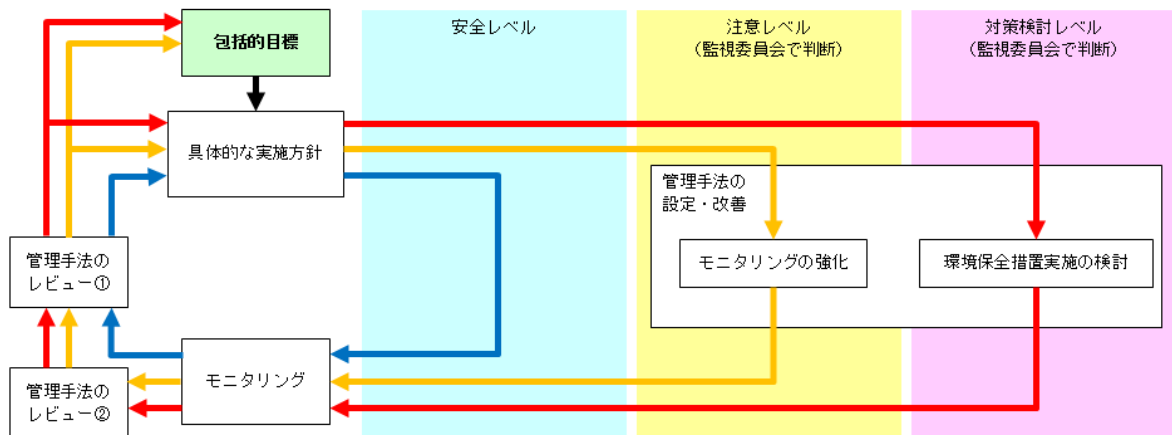 包括的目標
安全レベル
注意レベル
（監視委員会で判断）
対策検討レベル
（監視委員会で判断）
具体的な実施方針
管理手法の
設定・改善
管理手法の
レビュー①
モニタリングの強化
環境保全措置実施の検討
モニタリング
管理手法の
レビュー②